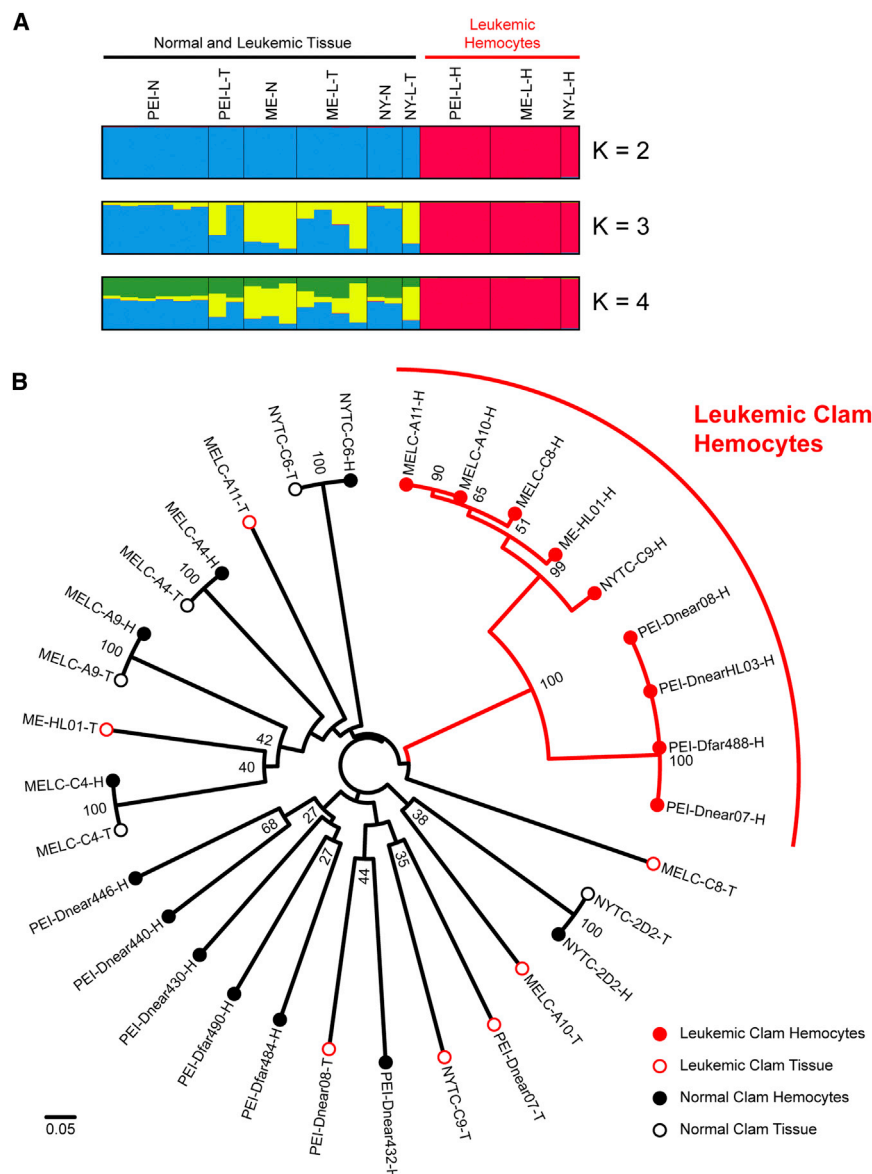 A
Normal and Leukemic Tissue
Leukemic
Hemocytes
PEI-N
PEI-L-T
ME-N
ME-L-T
NY-N
NY-L-T
PEI-L-H
ME-L-H
NY-L-H
K = 2
K = 3
K = 4
B
Leukemic Clam
Hemocytes
NYTC-C6-H
NYTC-C6-T
100
MELC-A11-T
MELC-A4-H
MELC-A4-T
100
MELC-A9-H
MELC-A9-T
100
ME-HL01-T
42
40
MELC-C4-H
MELC-C4-T
100
PEI-Dnear446-H
68
PEI-Dnear440-H
27
PEI-Dnear430-H
27
PEI-Dfar490-H
PEI-Dfar484-H
PEI-Dnear08-T
44
PEI-Dnear432-H
NYTC-C9-T
35
PEI-Dnear07-T
MELC-A10-T
38
NYTC-2D2-H
NYTC-2D2-T
100
MELC-C8-T
MELC-A11-H
90
MELC-A10-H
65
MELC-C8-H
51
ME-HL01-H
99
NYTC-C9-H
100
PEI-Dnear08-H
PEI-DnearHL03-H
PEI-Dfar488-H
100
PEI-Dnear07-H
0.05
Leukemic Clam Hemocytes
Leukemic Clam Tissue
Normal Clam Hemocytes
Normal Clam Tissue